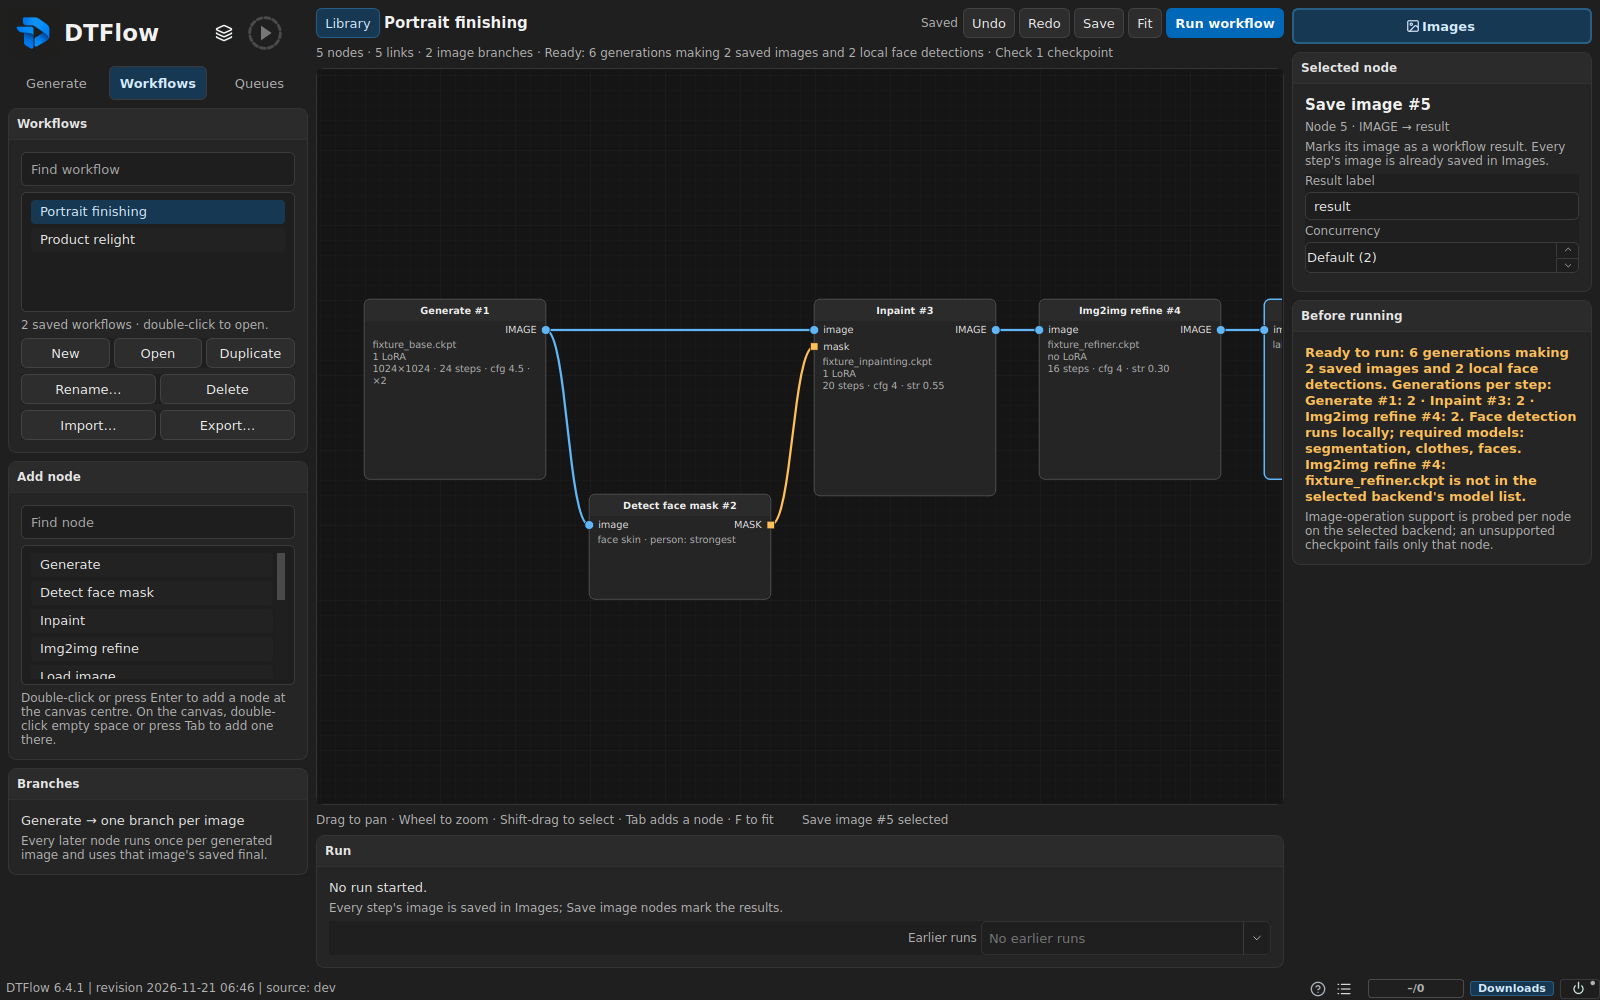 DTFlow
Generate
Workflows
Queues
Workflows
Find workflow
Portrait finishing
Product relight
2 saved workflows · double-click to open.
New
Open
Duplicate
Rename…
Delete
Import…
Export…
Add node
Find node
Generate
Detect face mask
Inpaint
Img2img refine
Load image
Double-click or press Enter to add a node at
the canvas centre. On the canvas, double-
click empty space or press Tab to add one
there.
Branches
Generate → one branch per image
Every later node runs once per generated
image and uses that image's saved final.
Library
Portrait finishing
Saved
Undo
Redo
Save
Fit
Run workflow
5 nodes · 5 links · 2 image branches · Ready: 6 generations making 2 saved images and 2 local face detections · Check 1 checkpoint
Generate #1
IMAGE
fixture_base.ckpt
1 LoRA
1024×1024 · 24 steps · cfg 4.5 ·
×2
Detect face mask #2
image
MASK
face skin · person: strongest
Inpaint #3
image
IMAGE
mask
fixture_inpainting.ckpt
1 LoRA
20 steps · cfg 4 · str 0.55
Img2img refine #4
image
IMAGE
fixture_refiner.ckpt
no LoRA
16 steps · cfg 4 · str 0.30
im
la
Drag to pan · Wheel to zoom · Shift-drag to select · Tab adds a node · F to fit
Save image #5 selected
Run
No run started.
Every step's image is saved in Images; Save image nodes mark the results.
Earlier runs
No earlier runs
Images
Selected node
Save image #5
Node 5 · IMAGE → result
Marks its image as a workflow result. Every
step's image is already saved in Images.
Result label
result
Concurrency
Default (2)
Before running
Ready to run: 6 generations making
2 saved images and 2 local face
detections. Generations per step:
Generate #1: 2 · Inpaint #3: 2 ·
Img2img refine #4: 2. Face detection
runs locally; required models:
segmentation, clothes, faces.
Img2img refine #4:
fixture_refiner.ckpt is not in the
selected backend's model list.
Image-operation support is probed per node
on the selected backend; an unsupported
checkpoint fails only that node.
DTFlow 6.4.1 | revision 2026-11-21 06:46 | source: dev
-/0
Downloads